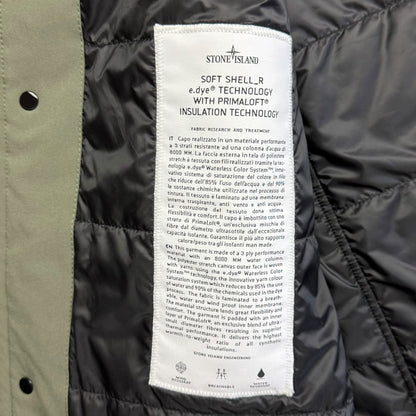 STONE ISLAND
SOFT SHELL_R
e.dye® TECHNOLOGY
WITH PRIMALOFT®
INSULATION TECHNOLOGY
FABRIC RESEARCH AND TREATMENT
IT Capo realizzato in un materiale performante
a 3 strati resistente ad una colonna d'acqua di
8000 MM. La faccia esterna in tela di poliestere
stretch è tessuta con fili realizzati tramite la tecno-
logia e.dye® Waterless Color System™, inno-
vativo sistema di saturazione del colore in filo
che riduce dell'85% l'uso dell'acqua e del 90%
le sostanze chimiche utilizzate nel processo di
tintura. Il tessuto è laminato ad una membrana
interna traspirante, anti vento e anti acqua.
La costruzione del tessuto dona ottima
flessibilità e comfort. Il capo è imbottito con uno
strato di PrimaLoft®, un'esclusiva mischia di
fibre dal diametro ultrasottile dall'eccezionale
capacità isolante. Garantisce il più alto rapporto
calore/peso tra gli isolanti man made.
EN This garment is made of a 3 ply performance
material with an 8000 MM water column.
The polyester stretch canvas outer face is woven
with yarns using the e.dye® Waterless Color
System™ technology, the innovative yarn colour
saturation system which reduces by 85% the use
of water and 90% of the chemicals used in the dye
process. The fabric is laminated to a breath-
able, water and wind proof inner membrane.
The material structure lends great flexibility and
comfort. The garment is padded with an inner
layer of PrimaLoft®, an exclusive blend of ultra-
small diameter fibres resulting in superior
thermal performance. It delivers the highest
warmth-to-weight ratio of all synthetic
insulations.
STONE ISLAND ENGINEERING
WIND
RESISTANT
BREATHABLE
WATER